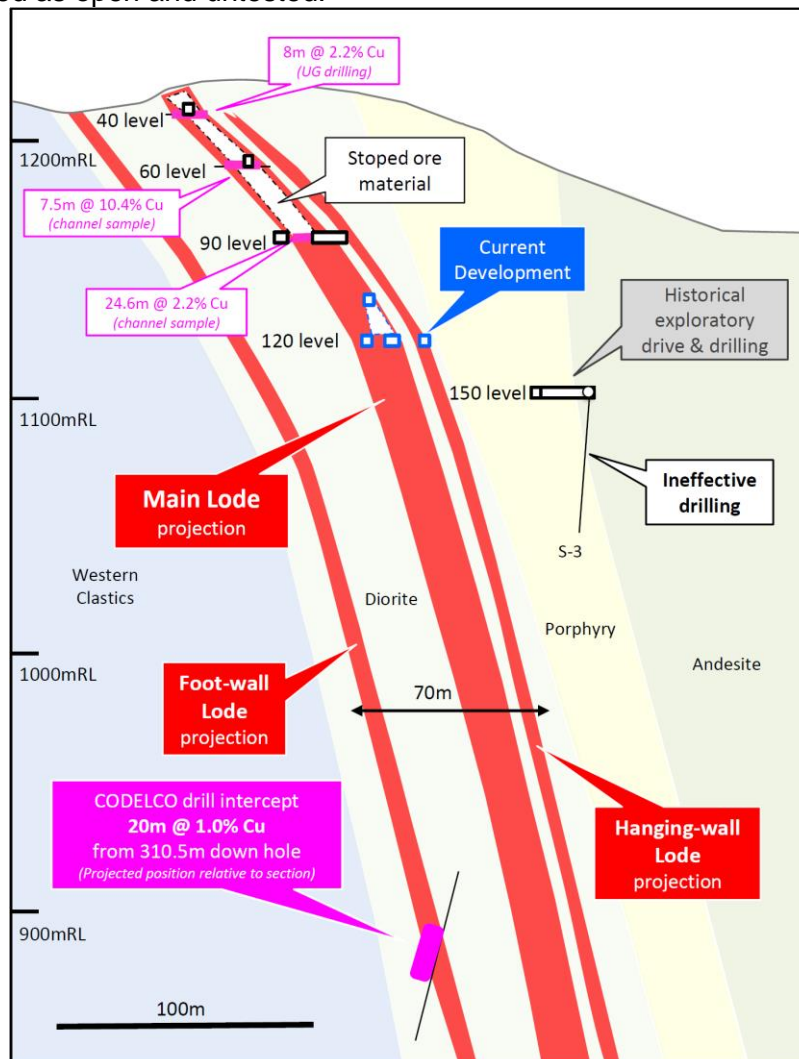 8m @ 2.2% Cu
(UG drilling)
40 level
1200mRL
60 level
Stoped ore
material
7.5m @ 10.4% Cu
(channel sample)
90 level
Current
Development
24.6m @ 2.2% Cu
(channel sample)
Historical
exploratory
drive & drilling
120 level
150 level
1100mRL
Main Lode
projection
Ineffective
drilling
S-3
Western
Clastics
Diorite
Porphyry
Andesite
1000mRL
Foot-wall
Lode
projection
70m
CODELCO drill intercept
20m @ 1.0% Cu
from 310.5m down hole
(Projected position relative to section)
Hanging-wall
Lode
projection
900mRL
100m